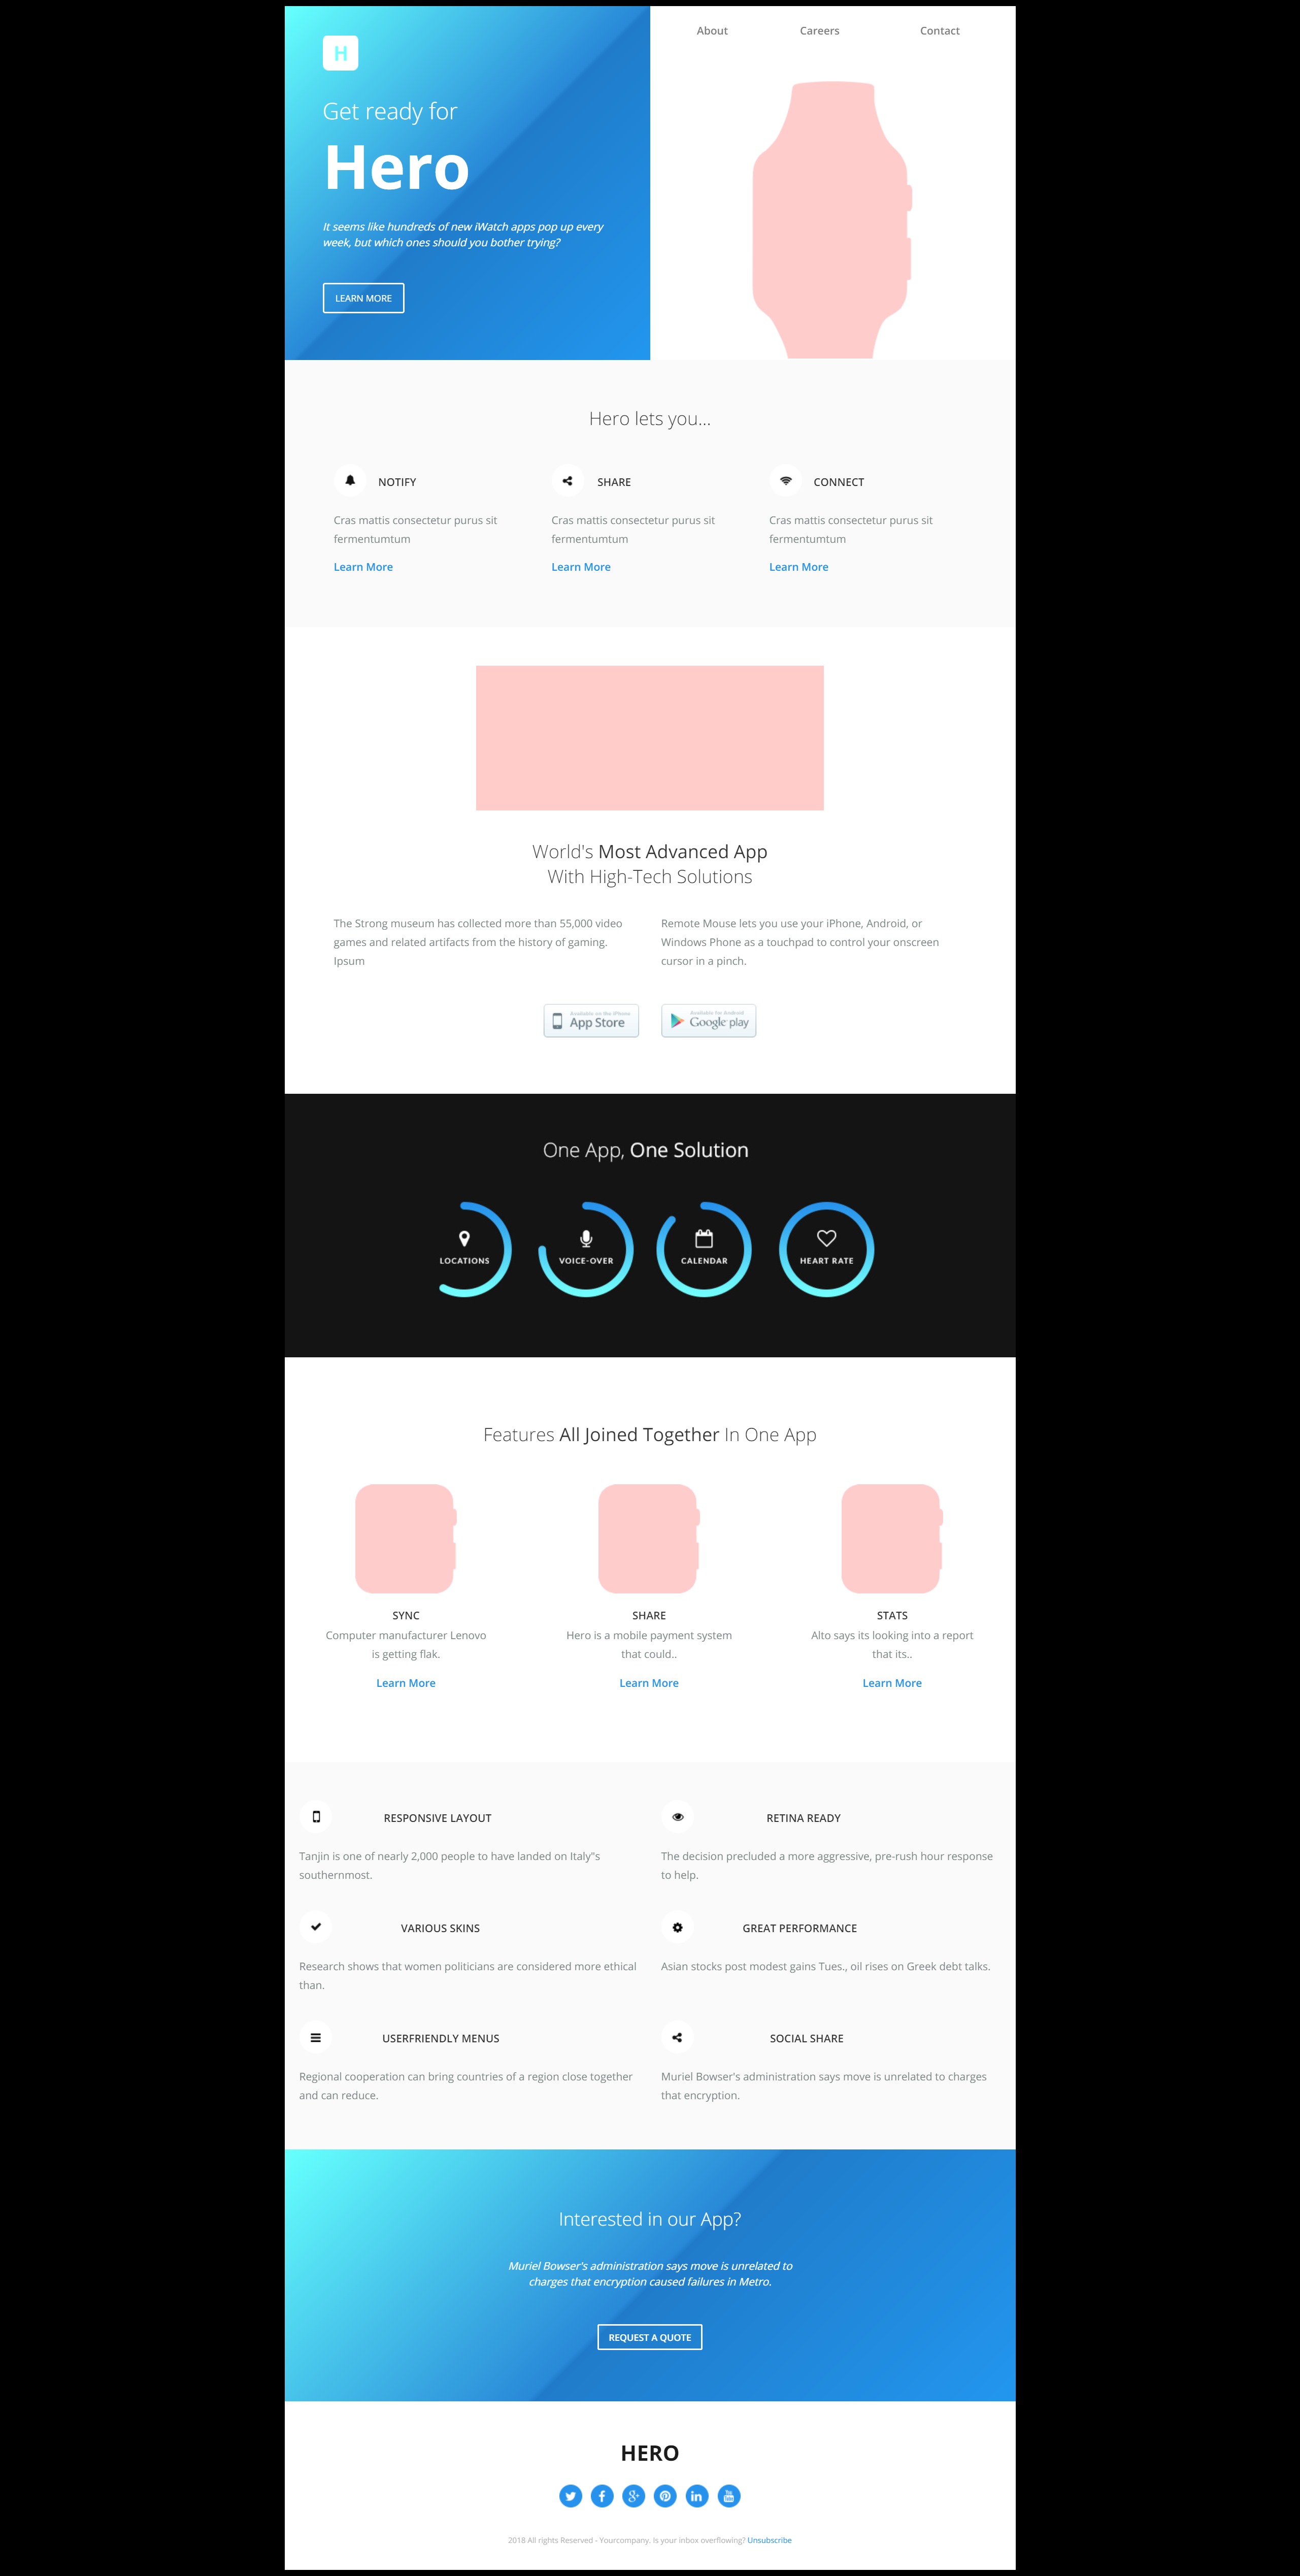 About Careers Contact
H
Get ready for
Hero
It seems like hundreds of new iWatch apps pop up every
week, but which ones should you bother trying?
LEARN MORE
Hero lets you...
NOTIFY
Cras mattis consectetur purus sit
fermentumtum
Learn More
SHARE
Cras mattis consectetur purus sit
fermentumtum
Learn More
CONNECT
Cras mattis consectetur purus sit
fermentumtum
Learn More
World's Most Advanced App
With High-Tech Solutions
The Strong museum has collected more than 55,000 video
games and related artifacts from the history of gaming.
Ipsum
Remote Mouse lets you use your iPhone, Android, or
Windows Phone as a touchpad to control your onscreen
cursor in a pinch.
Available on the iPhone
App Store
Available for Android
Google play
One App, One Solution
LOCATIONS
VOICE-OVER
CALENDAR
HEART RATE
Features All Joined Together In One App
SYNC
Computer manufacturer Lenovo
is getting flak.
Learn More
SHARE
Hero is a mobile payment system
that could..
Learn More
STATS
Alto says its looking into a report
that its..
Learn More
RESPONSIVE LAYOUT
Tanjin is one of nearly 2,000 people to have landed on Italy"s
southernmost.
RETINA READY
The decision precluded a more aggressive, pre-rush hour response
to help.
VARIOUS SKINS
Research shows that women politicians are considered more ethical
than.
GREAT PERFORMANCE
Asian stocks post modest gains Tues., oil rises on Greek debt talks.
USERFRIENDLY MENUS
Regional cooperation can bring countries of a region close together
and can reduce.
SOCIAL SHARE
Muriel Bowser's administration says move is unrelated to charges
that encryption.
Interested in our App?
Muriel Bowser's administration says move is unrelated to
charges that encryption caused failures in Metro.
REQUEST A QUOTE
HERO
2018 All rights Reserved - Yourcompany. Is your inbox overflowing? Unsubscribe